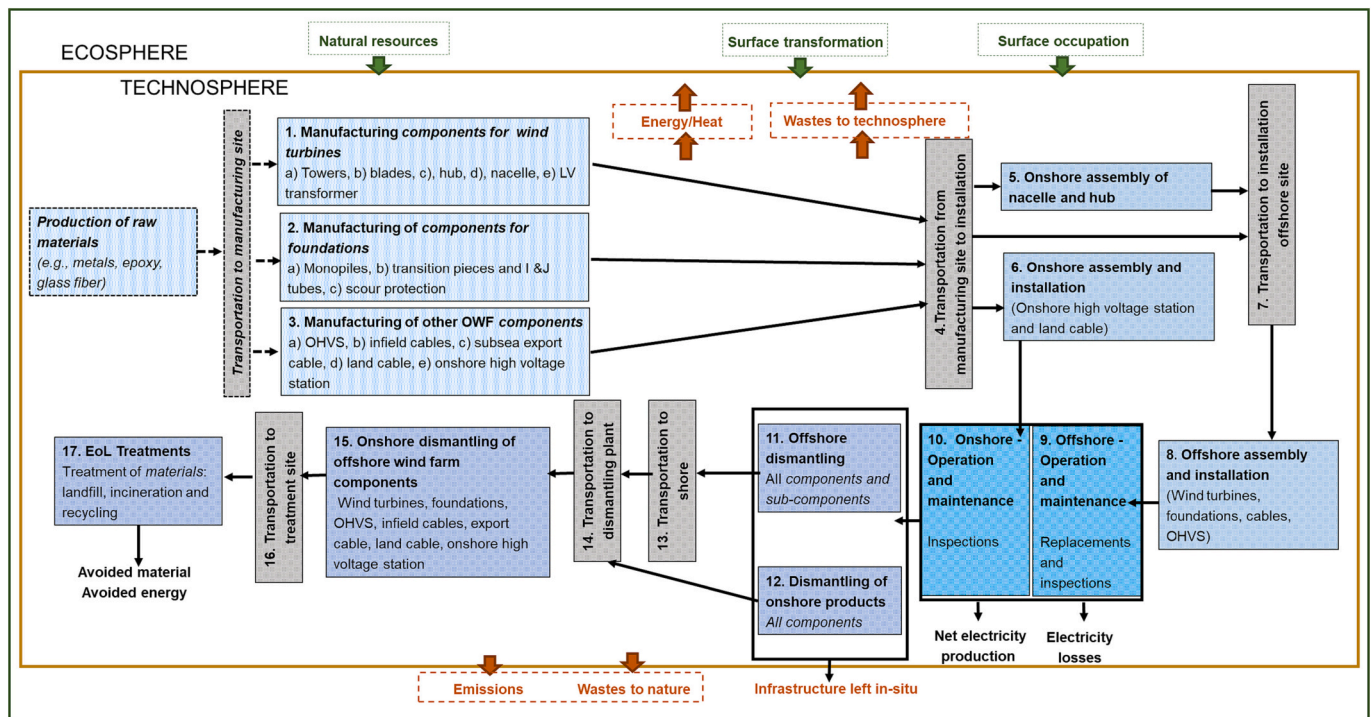 ECOSPHERE
Natural resources
Surface transformation
Surface occupation
TECHNOSPHERE
Energy/Heat
Wastes to technosphere
Production of raw
materials
(e.g., metals, epoxy,
glass fiber)
Transportation to manufacturing site
1. Manufacturing components for wind
turbines
a) Towers, b) blades, c), hub, d), nacelle, e) LV
transformer
2. Manufacturing of components for
foundations
a) Monopiles, b) transition pieces and I &J
tubes, c) scour protection
3. Manufacturing of other OWF components
a) OHVS, b) infield cables, c) subsea export
cable, d) land cable, e) onshore high voltage
station
4.Transportation from
manufacturing site to installation
5. Onshore assembly of
nacelle and hub
6. Onshore assembly and
installation
(Onshore high voltage station
and land cable)
7. Transportation to installation
offshore site
17. EoL Treatments
Treatment of materials:
landfill, incineration and
recycling
Avoided material
Avoided energy
16. Transportation to
treatment site
15. Onshore dismantling of
offshore wind farm
components
Wind turbines, foundations,
OHVS, infield cables, export
cable, land cable, onshore high
voltage station
14. Transportation to
dismantling plant
13. Transportation to
shore
11. Offshore
dismantling
All components and
sub-components
12. Dismantling of
onshore products
All components
10. Onshore -
Operation
and
maintenance
Inspections
9. Offshore -
Operation
and
maintenance
Replacements
and
inspections
8. Offshore assembly
and installation
(Wind turbines,
foundations, cables,
OHVS)
Net electricity
production
Electricity
losses
Emissions
Wastes to nature
Infrastructure left in-situ